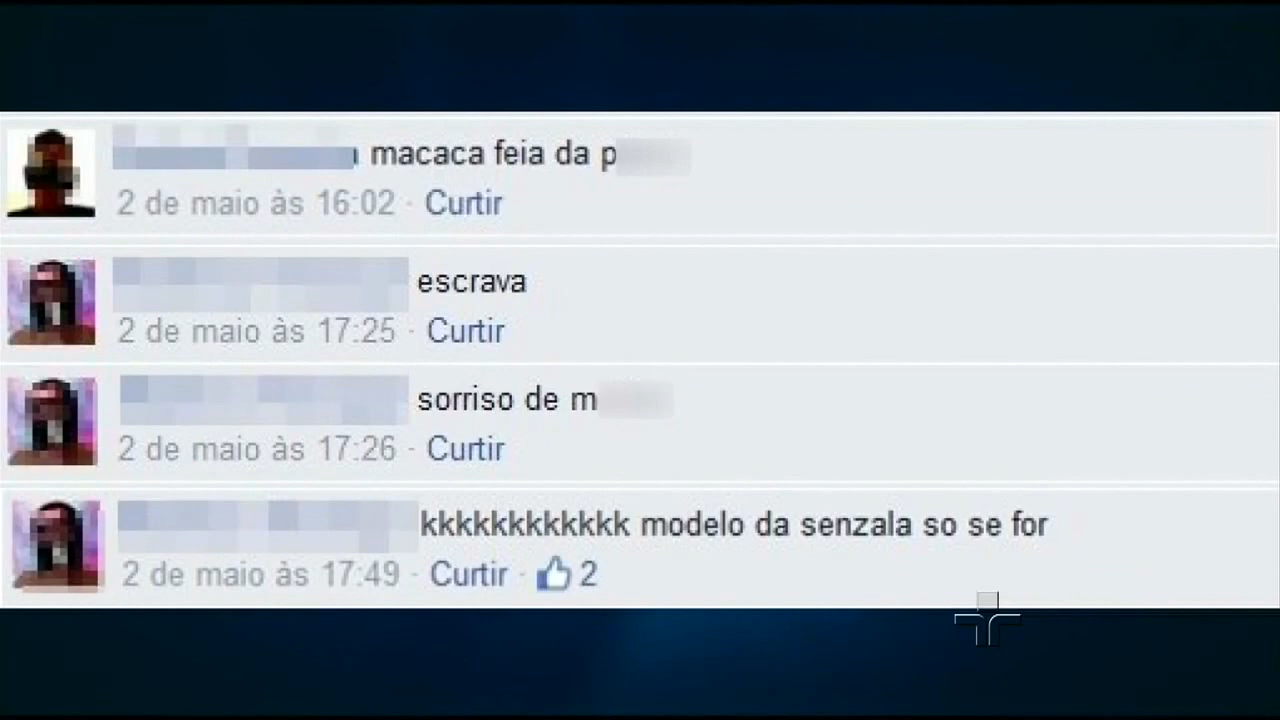 macaca feia da p
2 de maio às 16:02 · Curtir
escrava
2 de maio às 17:25 · Curtir
sorriso de m
2 de maio às 17:26 · Curtir
kkkkkkkkkkkk modelo da senzala so se for
2 de maio às 17:49 · Curtir · 2